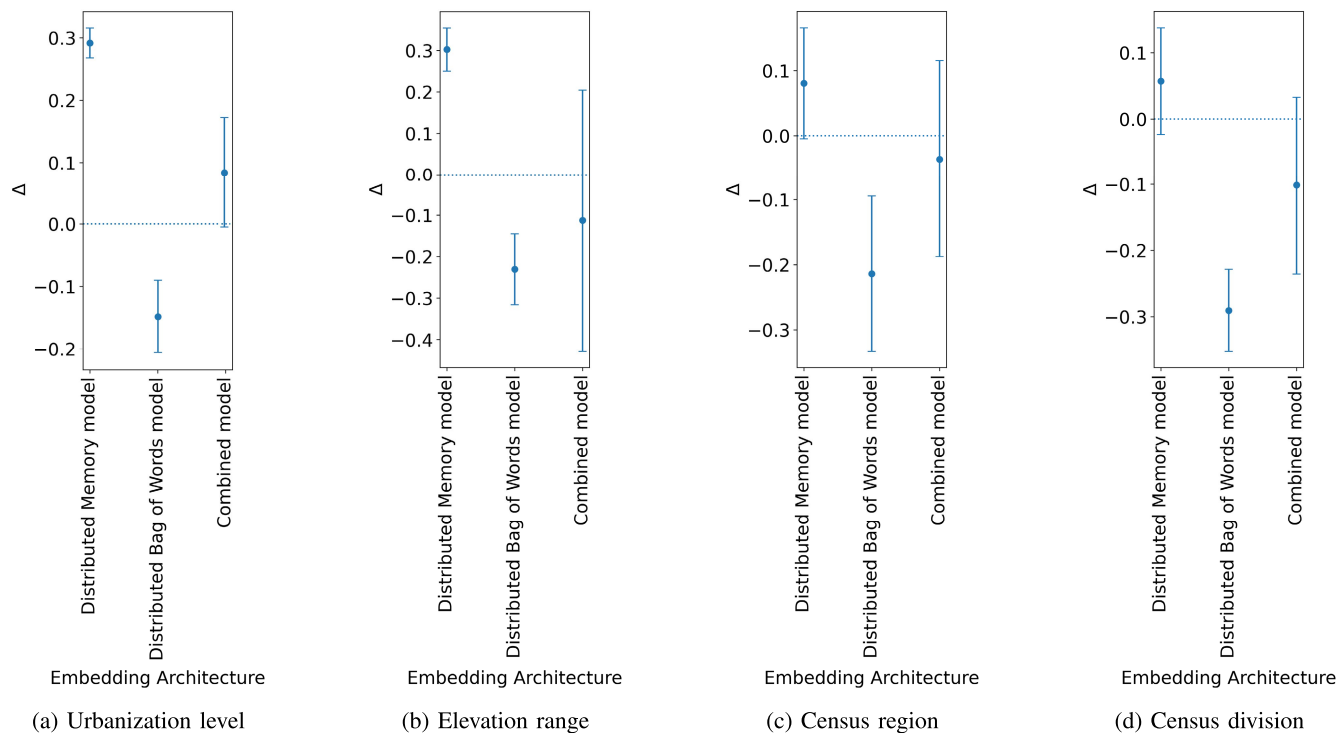 0.3
0.2
0.1
0.0
−0.1
−0.2
Δ
Distributed Memory model
Distributed Bag of Words model
Combined model
Embedding Architecture
(a) Urbanization level
0.3
0.2
0.1
0.0
−0.1
−0.2
−0.3
−0.4
Δ
Distributed Memory model
Distributed Bag of Words model
Combined model
Embedding Architecture
(b) Elevation range
0.1
0.0
−0.1
−0.2
−0.3
Δ
Distributed Memory model
Distributed Bag of Words model
Combined model
Embedding Architecture
(c) Census region
0.1
0.0
−0.1
−0.2
−0.3
Δ
Distributed Memory model
Distributed Bag of Words model
Combined model
Embedding Architecture
(d) Census division